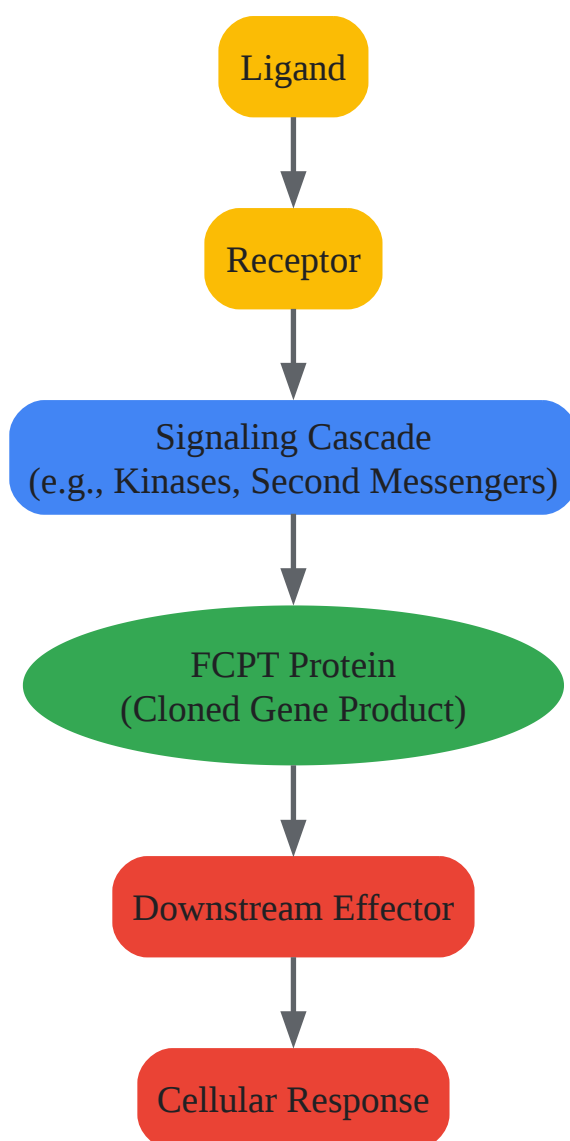 Ligand
Receptor
Signaling Cascade
(e.g., Kinases, Second Messengers)
FCPT Protein
(Cloned Gene Product)
Downstream Effector
Cellular Response